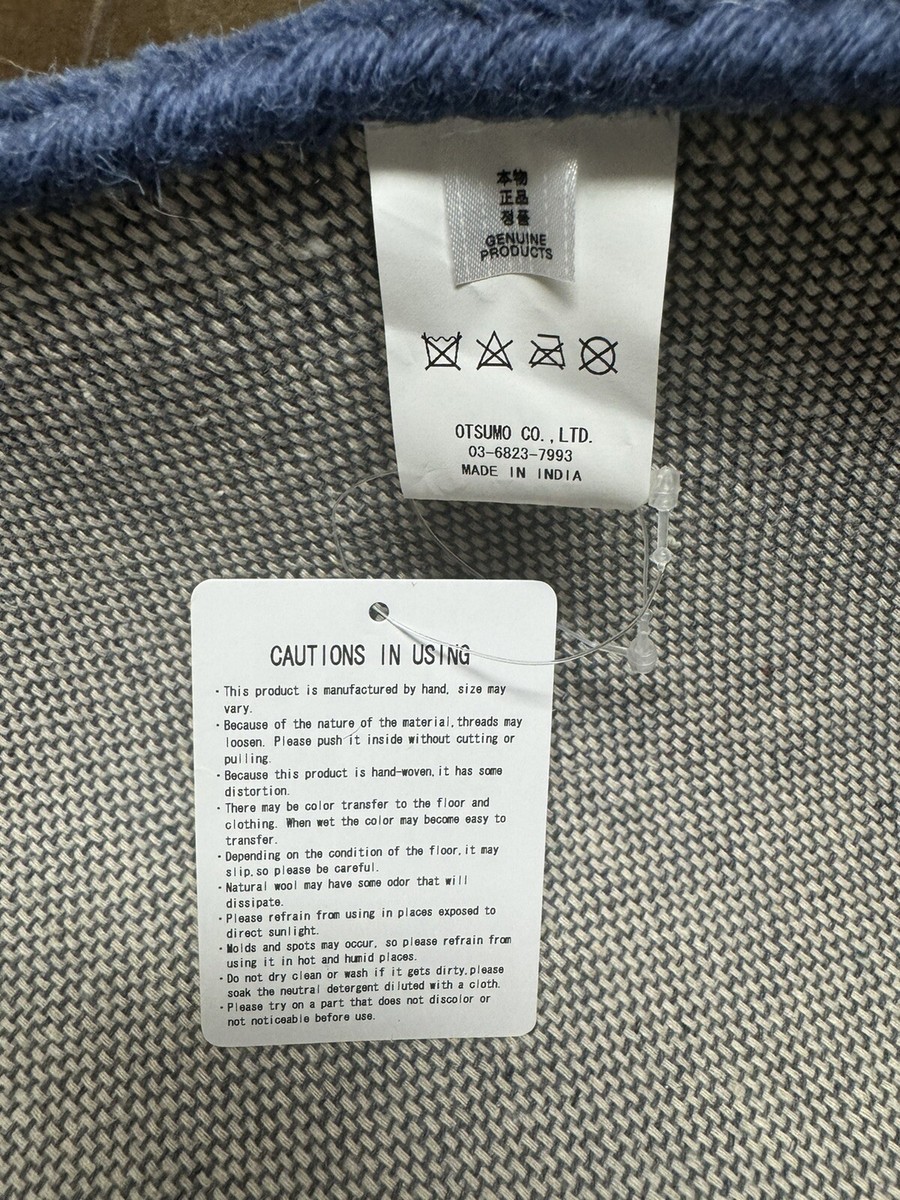 本物
正品
정품
GENUINE
PRODUCTS
OTSUMO CO.,LTD.
03-6823-7993
MADE IN INDIA
CAUTIONS IN USING
・This product is manufactured by hand, size may
vary.
・Because of the nature of the material,threads may
loosen. Please push it inside without cutting or
pulling.
・Because this product is hand-woven,it has some
distortion.
・There may be color transfer to the floor and
clothing. When wet the color may become easy to
transfer.
・Depending on the condition of the floor,it may
slip,so please be careful.
・Natural wool may have some odor that will
dissipate.
・Please refrain from using in places exposed to
direct sunlight.
・Molds and spots may occur, so please refrain from
using it in hot and humid places.
・Do not dry clean or wash if it gets dirty,please
soak the neutral detergent diluted with a cloth.
・Please try on a part that does not discolor or
not noticeable before use.